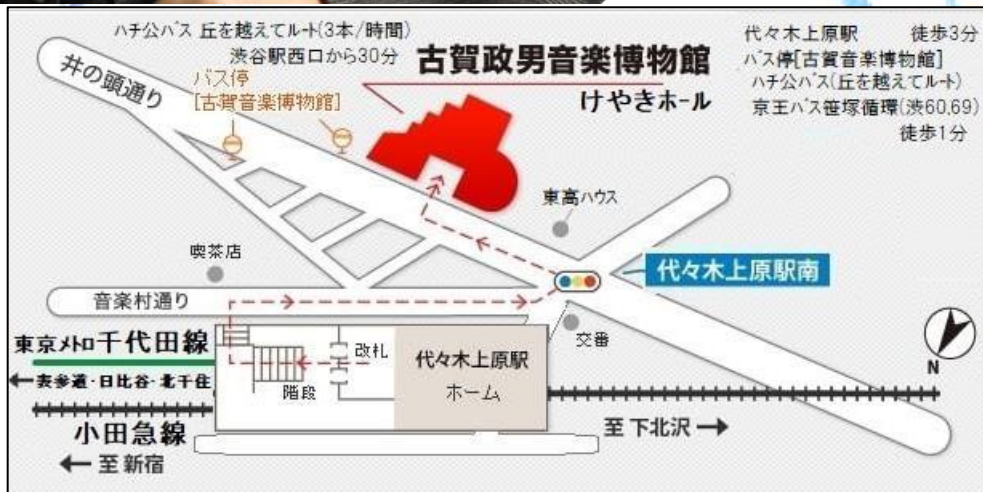 ハチ公バス 丘を越えてルート(3本/時間)
渋谷駅西口から30分
古賀政男音楽博物館
けやきホール
代々木上原駅 徒歩3分
バス停[古賀音楽博物館]
ハチ公バス(丘を越えてルート)
京王バス笹塚循環(渋60,69)
徒歩1分
井の頭通り
バス停
[古賀音楽博物館]
東高ハウス
喫茶店
代々木上原駅南
音楽村通り
交番
東京メトロ千代田線
改札
代々木上原駅
ホーム
N
←表参道・日比谷・北千住
階段
小田急線
至 下北沢→
←至 新宿